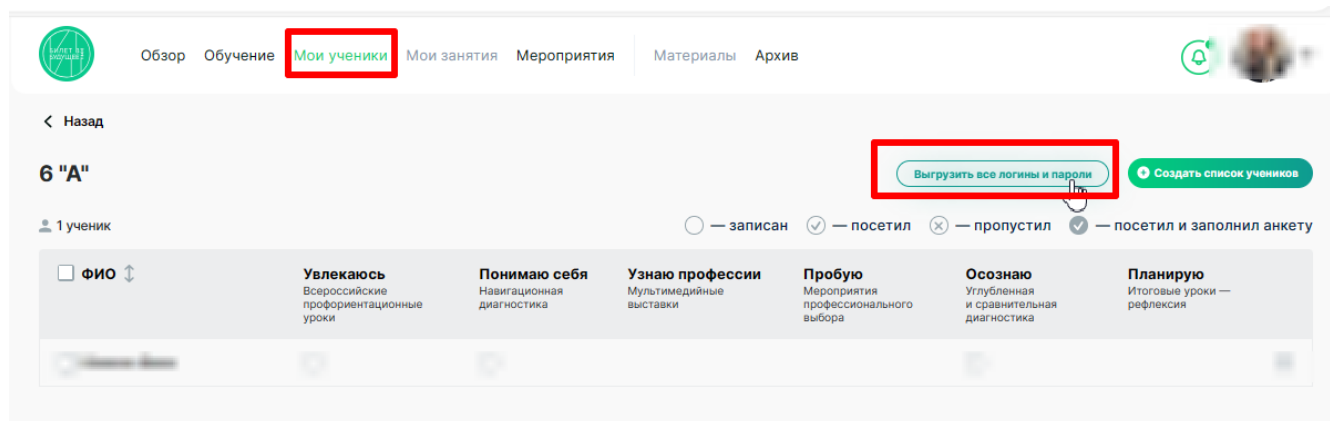 БИЛЕТ В БУДУЩЕЕ
Обзор Обучение Мои ученики Мои занятия Мероприятия Материалы Архив
Назад
6 "А"
Выгрузить все логины и пароли
Создать список учеников
1 ученик
— записан — посетил — пропустил — посетил и заполнил анкету
ФИО Увлекаюсь Понимаю себя Узнаю профессии Пробую Осознаю Планирую
Всероссийские Навигационная Мультимедийные Мероприятия Углубленная Итоговые уроки —
профориентационные диагностика выставки профессионального и сравнительная рефлексия
уроки выбора диагностика